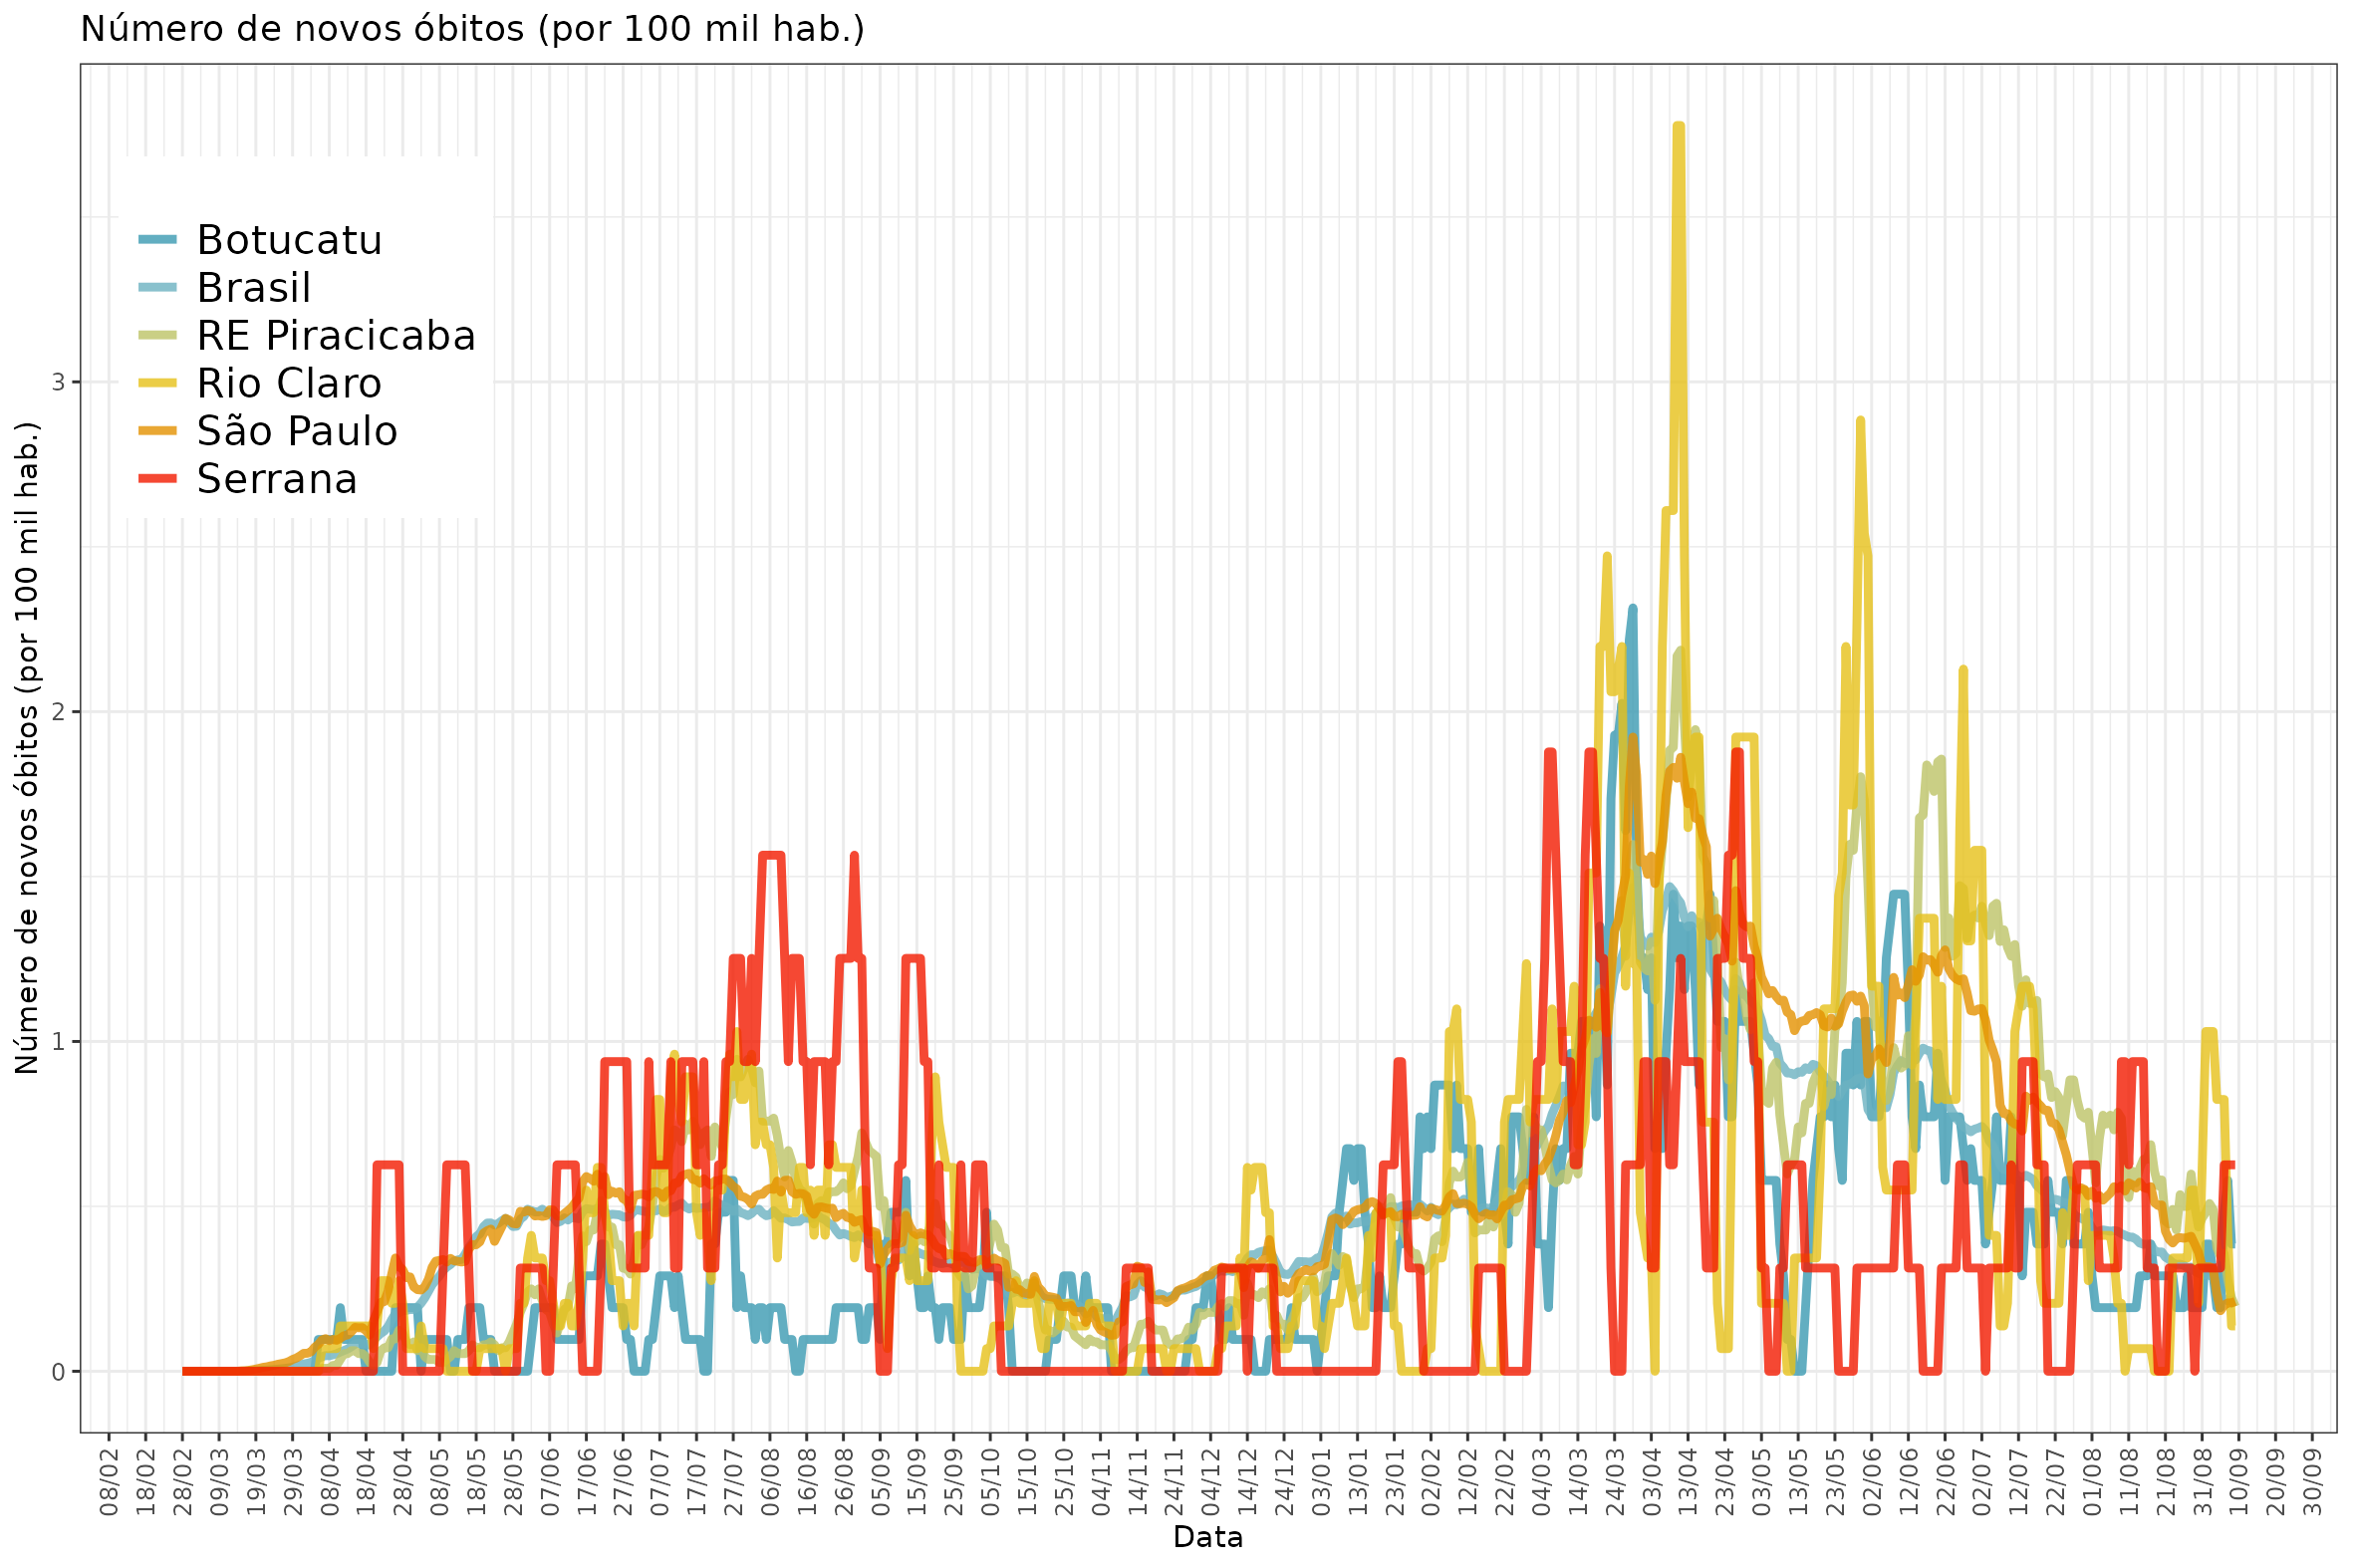 Número de novos óbitos (por 100 mil hab.)
Número de novos óbitos (por 100 mil hab.)
Botucatu
Brasil
RE Piracicaba
Rio Claro
São Paulo
Serrana
3
2
1
0
08/02 18/02 28/02 09/03 19/03 29/03 08/04 18/04 28/04 08/05 18/05 28/05 07/06 17/06 27/06 07/07 17/07 27/07 06/08 16/08 26/08 05/09 15/09 25/09 05/10 15/10 25/10 04/11 14/11 24/11 04/12 14/12 24/12 03/01 13/01 23/01 02/02 12/02 22/02 04/03 14/03 24/03 03/04 13/04 23/04 03/05 13/05 23/05 02/06 12/06 22/06 02/07 12/07 22/07 01/08 11/08 21/08 31/08 10/09 20/09 30/09
Data